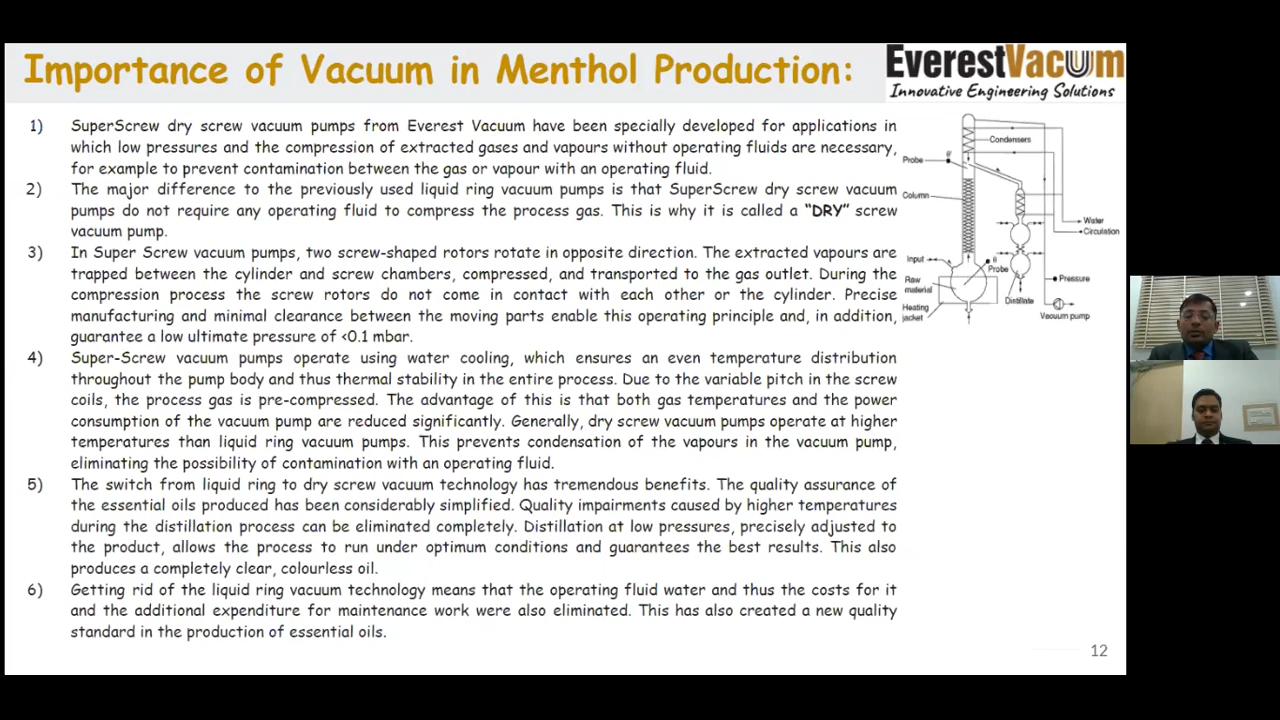 Importance of Vacuum in Menthol Production:
EverestVacuum
Innovative Engineering Solutions
1) SuperScrew dry screw vacuum pumps from Everest Vacuum have been specially developed for applications in
which low pressures and the compression of extracted gases and vapours without operating fluids are necessary,
for example to prevent contamination between the gas or vapour with an operating fluid.
2) The major difference to the previously used liquid ring vacuum pumps is that SuperScrew dry screw vacuum
pumps do not require any operating fluid to compress the process gas. This is why it is called a “DRY” screw
vacuum pump.
3) In Super Screw vacuum pumps, two screw-shaped rotors rotate in opposite direction. The extracted vapours are
trapped between the cylinder and screw chambers, compressed, and transported to the gas outlet. During the
compression process the screw rotors do not come in contact with each other or the cylinder. Precise
manufacturing and minimal clearance between the moving parts enable this operating principle and, in addition,
guarantee a low ultimate pressure of <0.1 mbar.
4) Super-Screw vacuum pumps operate using water cooling, which ensures an even temperature distribution
throughout the pump body and thus thermal stability in the entire process. Due to the variable pitch in the screw
coils, the process gas is pre-compressed. The advantage of this is that both gas temperatures and the power
consumption of the vacuum pump are reduced significantly. Generally, dry screw vacuum pumps operate at higher
temperatures than liquid ring vacuum pumps. This prevents condensation of the vapours in the vacuum pump,
eliminating the possibility of contamination with an operating fluid.
5) The switch from liquid ring to dry screw vacuum technology has tremendous benefits. The quality assurance of
the essential oils produced has been considerably simplified. Quality impairments caused by higher temperatures
during the distillation process can be eliminated completely. Distillation at low pressures, precisely adjusted to
the product, allows the process to run under optimum conditions and guarantees the best results. This also
produces a completely clear, colourless oil.
6) Getting rid of the liquid ring vacuum technology means that the operating fluid water and thus the costs for it
and the additional expenditure for maintenance work were also eliminated. This has also created a new quality
standard in the production of essential oils.
Condensers
Probe
θ'
Column
Water
Circulation
Input
θ
Probe
Raw
material
Pressure
Distillate
Heating
jacket
Vacuum pump
12